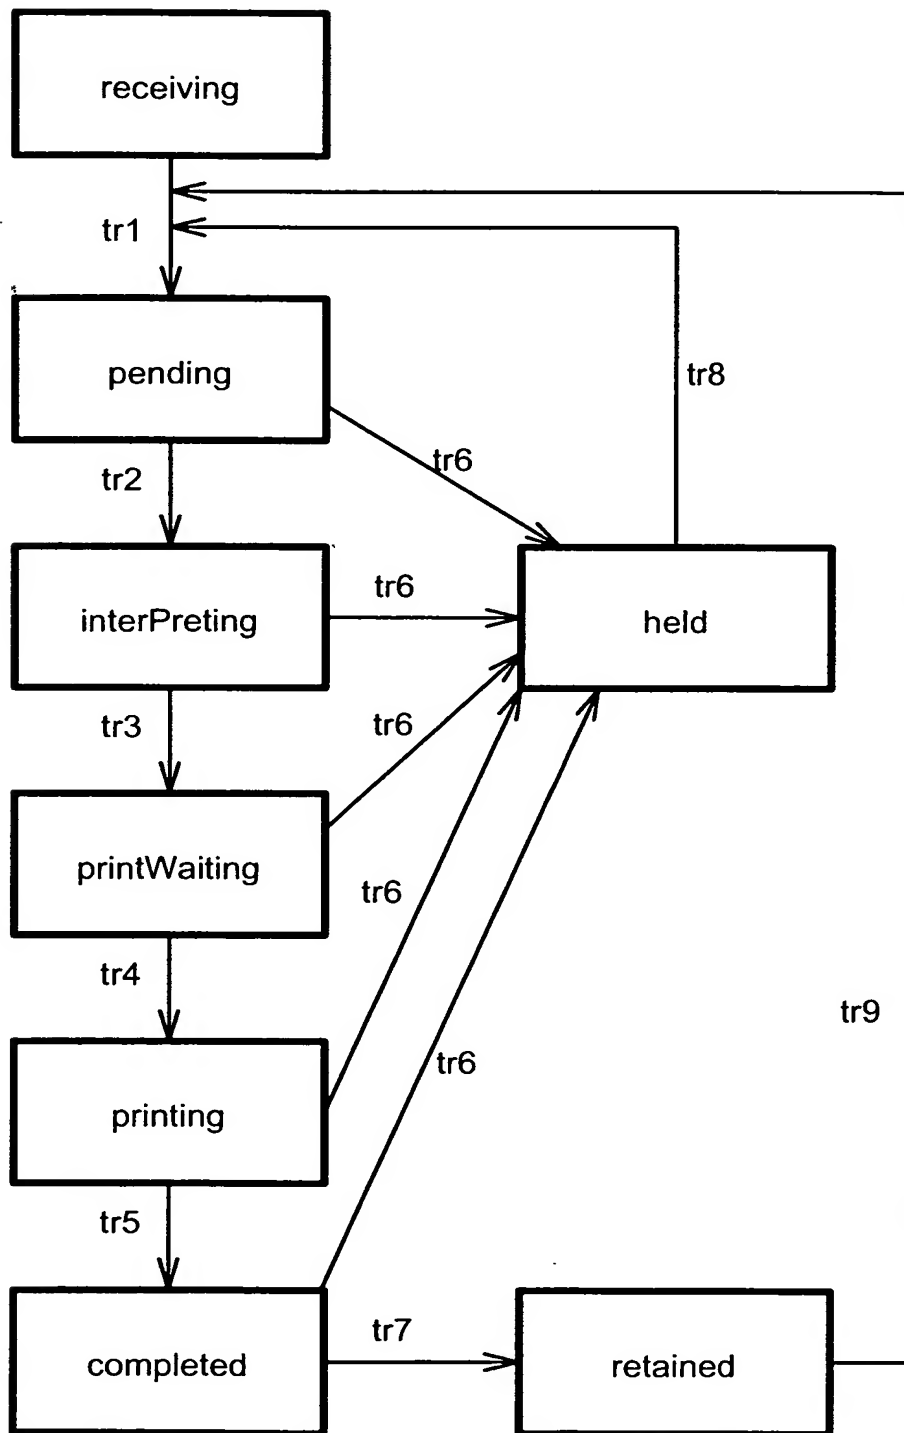 receiving
tr1
pending
tr8
tr6
tr2
interPreting
tr6
held
tr3
tr6
printWaiting
tr6
tr4
tr9
tr6
printing
tr5
completed
tr7
retained